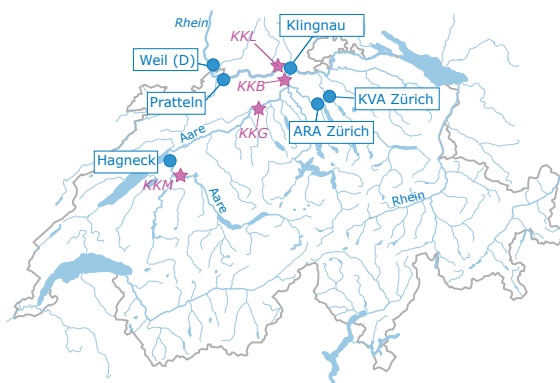 Rhein
Klingnau
KKL
Weil (D)
KKB
KVA Zürich
Pratteln
Aare
KKG
ARA Zürich
Hagneck
KKM
Aare
Rhein